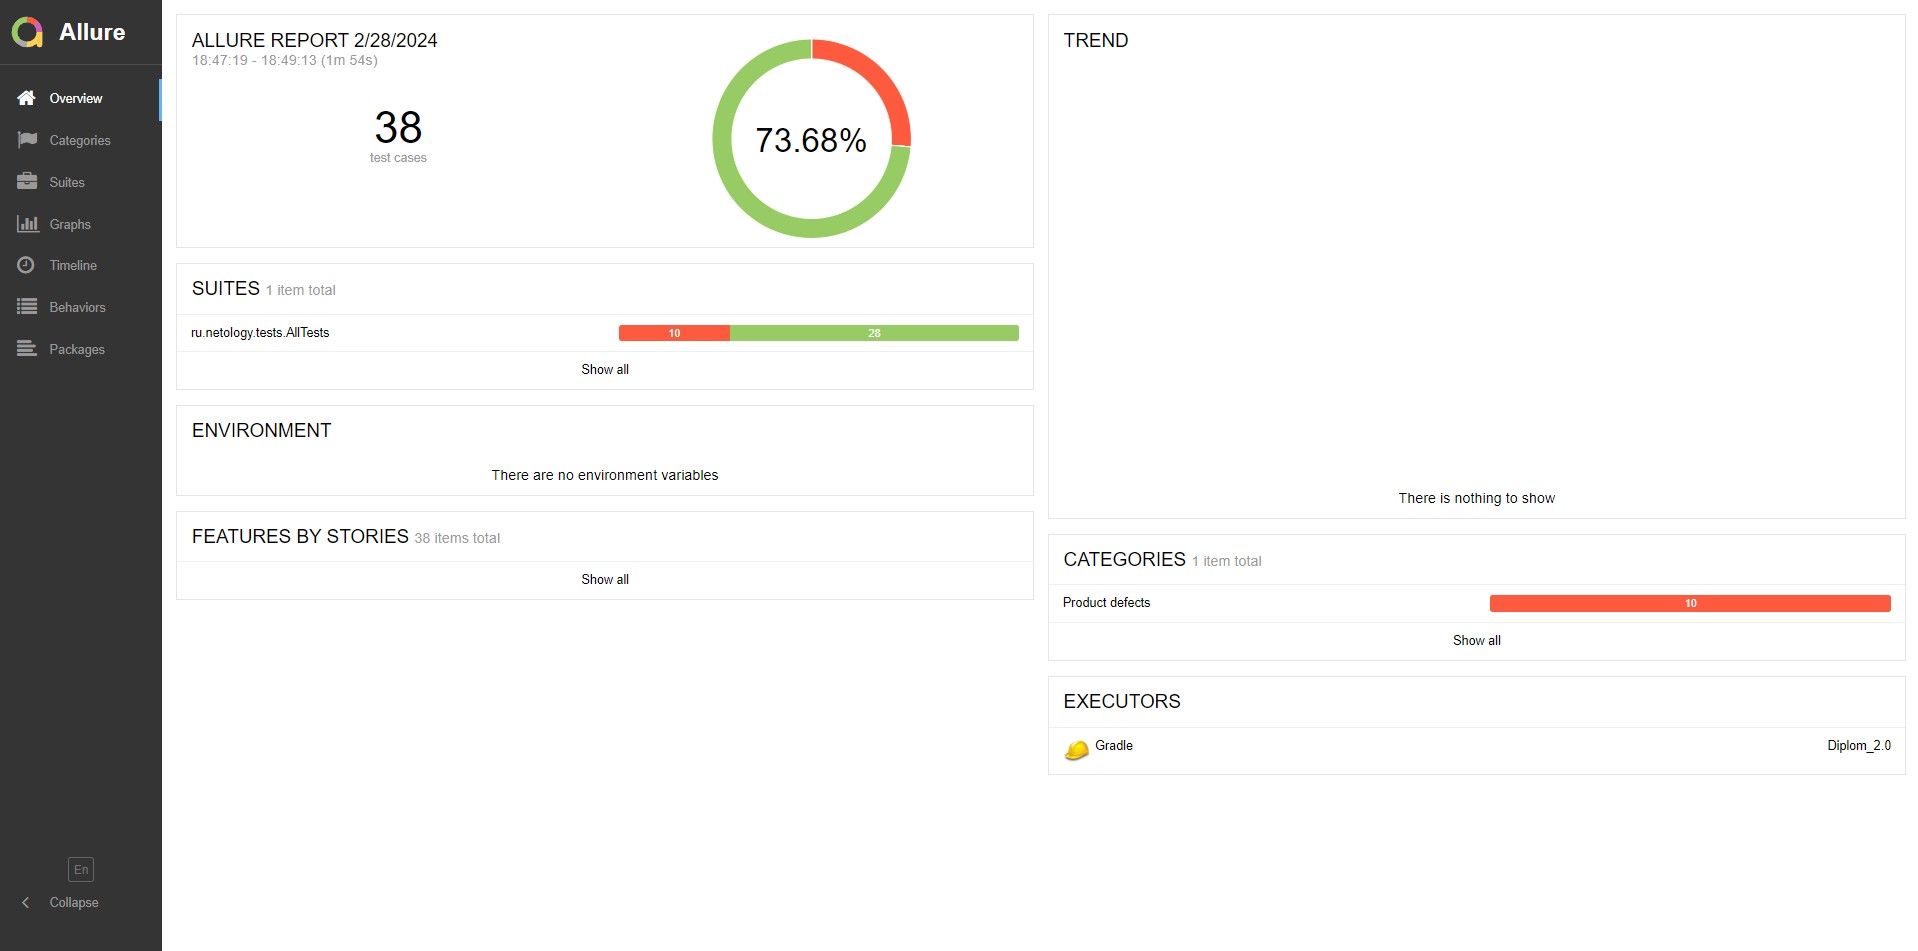 Allure
Overview
Categories
Suites
Graphs
Timeline
Behaviors
Packages
En
Collapse
ALLURE REPORT 2/28/2024
18:47:19 - 18:49:13 (1m 54s)
38
test cases
73.68%
SUITES 1 item total
ru.netology.tests.AllTests 10 28
Show all
ENVIRONMENT
There are no environment variables
FEATURES BY STORIES 38 items total
Show all
TREND
There is nothing to show
CATEGORIES 1 item total
Product defects 10
Show all
EXECUTORS
Gradle Diplom_2.0